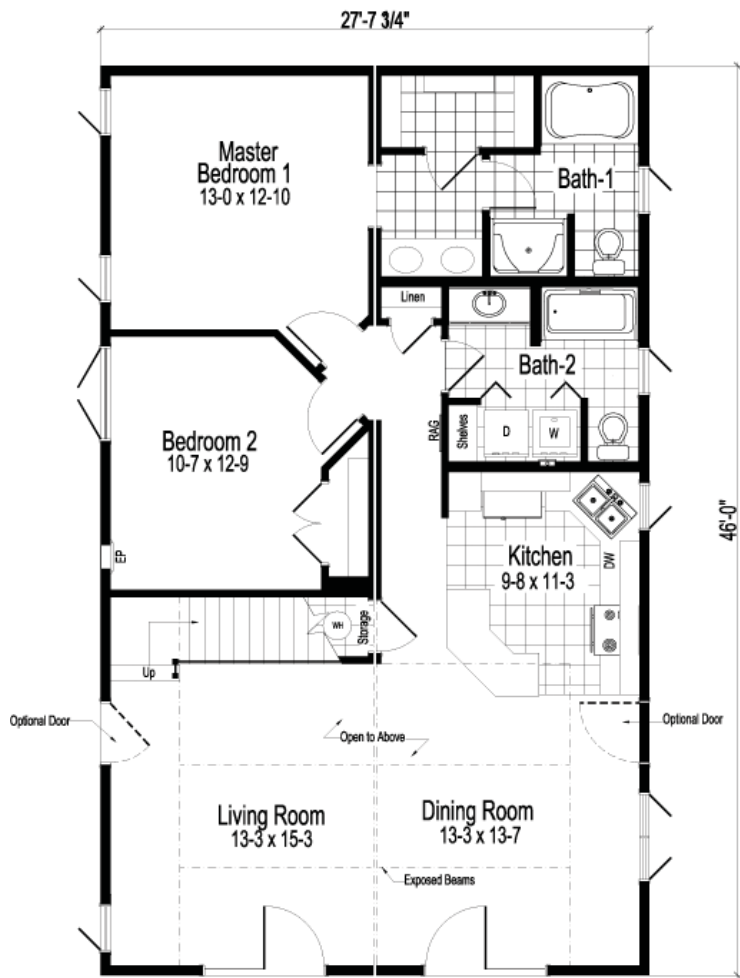 27'-7 3/4"
Master
Bedroom 1
13-0 x 12-10
Bath-1
Linen
Bath-2
Bedroom 2
10-7 x 12-9
RAG
Shelves
D
W
46'-0"
EP
Kitchen
9-8 x 11-3
DW
WH
Storage
Up
Optional Door
Open to Above
Optional Door
Living Room
13-3 x 15-3
Dining Room
13-3 x 13-7
Exposed Beams